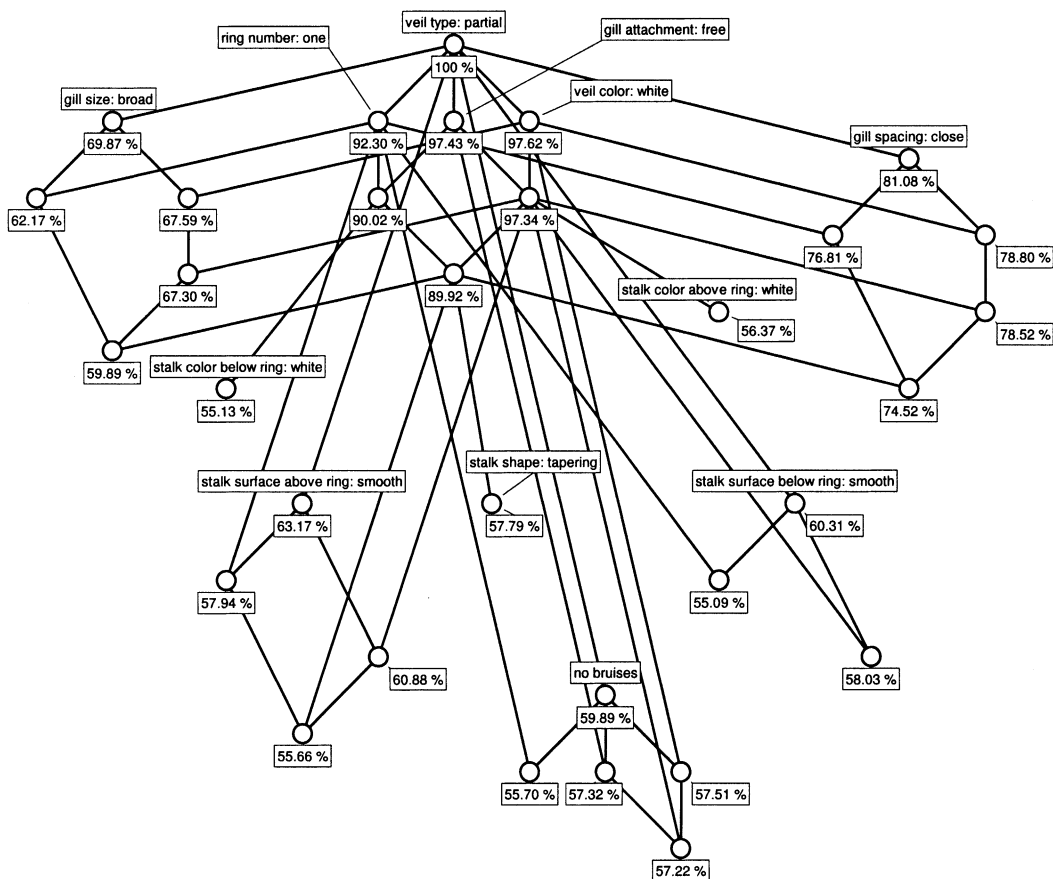 veil type: partial
gill attachment: free
ring number: one
100 %
veil color: white
gill size: broad
69.87 %
92.30 %
97.43 %
97.62 %
gill spacing: close
81.08 %
62.17 %
67.59 %
90.02 %
97.34 %
76.81 %
78.80 %
67.30 %
89.92 %
stalk color above ring: white
56.37 %
78.52 %
59.89 %
stalk color below ring: white
55.13 %
74.52 %
stalk surface above ring: smooth
63.17 %
stalk shape: tapering
57.79 %
stalk surface below ring: smooth
60.31 %
57.94 %
55.09 %
60.88 %
no bruises
59.89 %
58.03 %
55.66 %
55.70 %
57.32 %
57.51 %
57.22 %